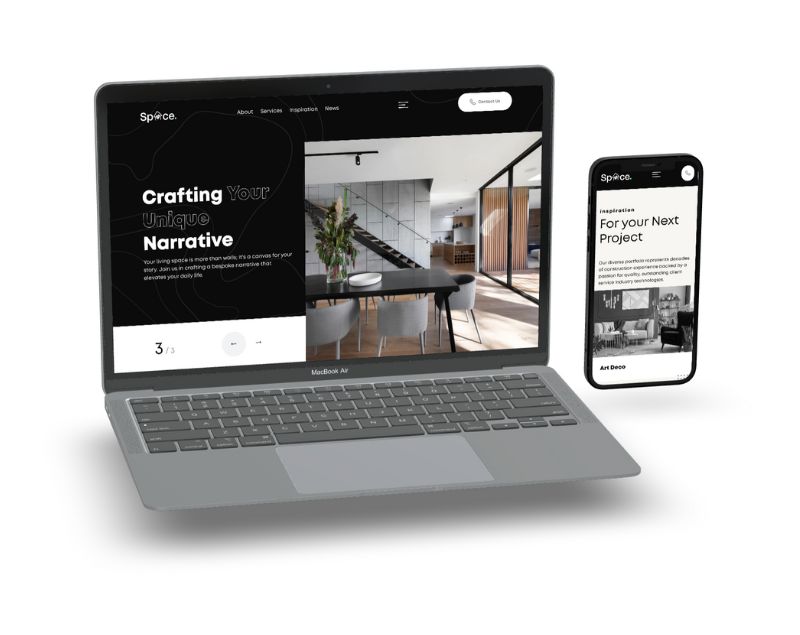 Space.
About Services Inspiration News
Contact Us
Crafting Your
Unique
Narrative
Your living space is more than walls; it's a canvas for your
story. Join us in crafting a bespoke narrative that
elevates your daily life.
3 / 3
MacBook Air
Space.
Inspiration
For your Next
Project
Our diverse portfolio represents decades
of construction experience backed by a
passion for quality, outstanding client
service industry technologies.
Art Deco